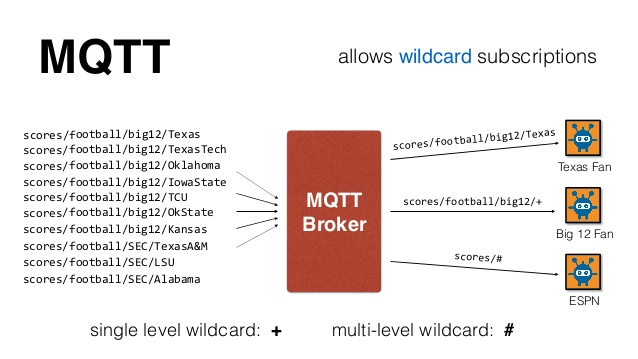 MQTT
allows wildcard subscriptions
scores/football/big12/Texas
scores/football/big12/TexasTech
scores/football/big12/Oklahoma
scores/football/big12/IowaState
scores/football/big12/TCU
scores/football/big12/OkState
scores/football/big12/Kansas
scores/football/SEC/TexasA&M
scores/football/SEC/LSU
scores/football/SEC/Alabama
MQTT
Broker
scores/football/big12/Texas
Texas Fan
scores/football/big12/+
Big 12 Fan
scores/#
ESPN
single level wildcard: +
multi-level wildcard: #